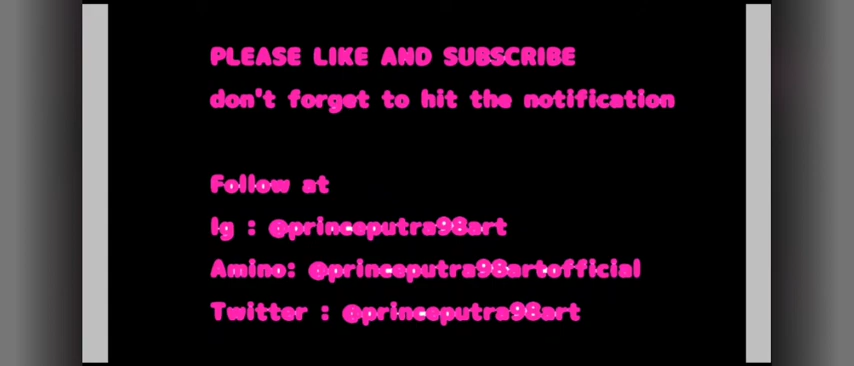 PLEASE LIKE AND SUBSCRIBE
don't forget to hit the notification
Follow at
Ig : @princeputra98art
Amino: @princeputra98artofficial
Twitter : @princeputra98art